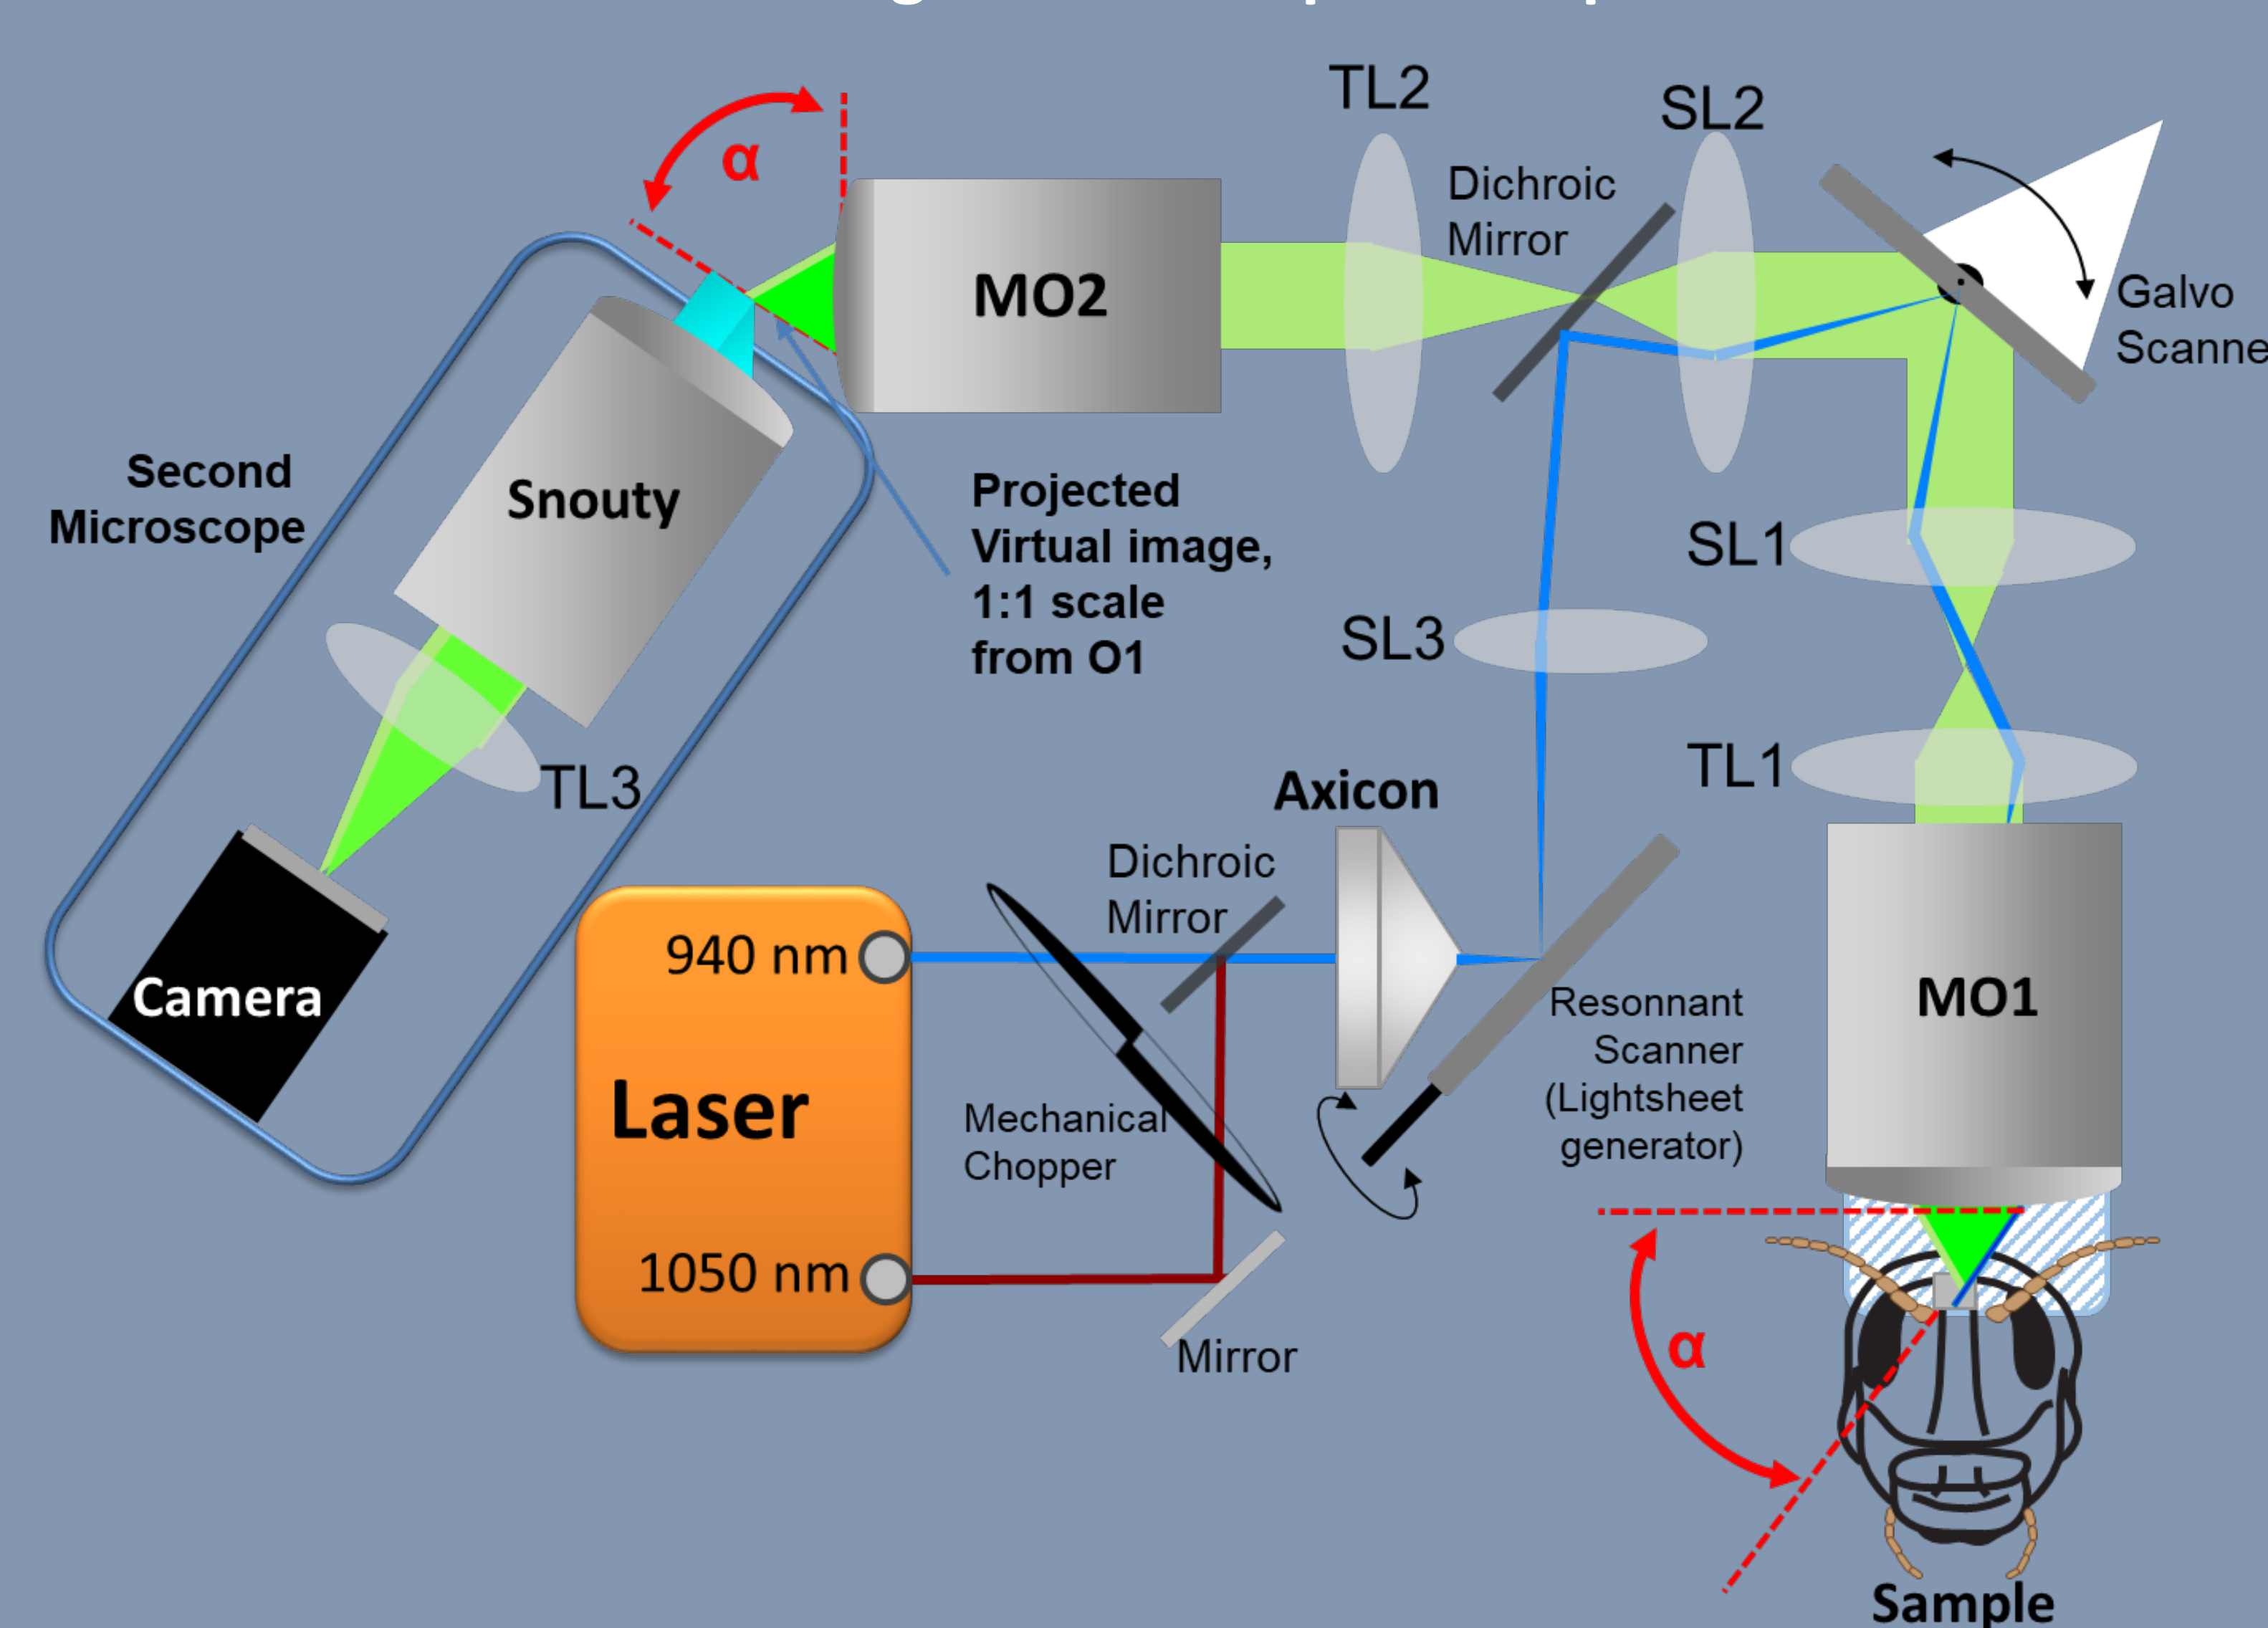 TL2
SL2
α
Dichroic
Mirror
MO2
Galvo
Scanne
Second
Microscope
Snouty
Projected
Virtual image,
1:1 scale
from O1
SL1
SL3
TL1
TL3
Axicon
Dichroic
Mirror
940 nm
Camera
MO1
Resonnant
Scanner
(Lightsheet
generator)
Laser
Mechanical
Chopper
1050 nm
Mirror
α
Sample